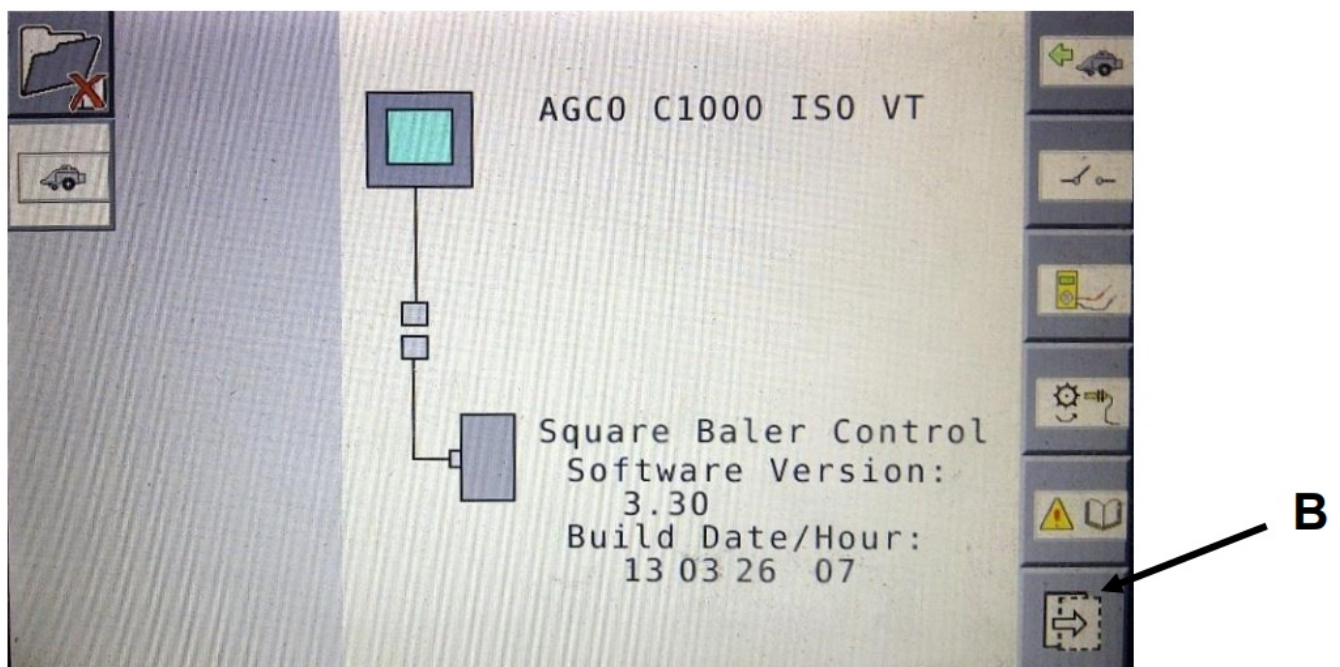 AGCO C1000 ISO VT
Square Baler Control
Software Version:
3.30
Build Date/Hour:
13 03 26 07
B